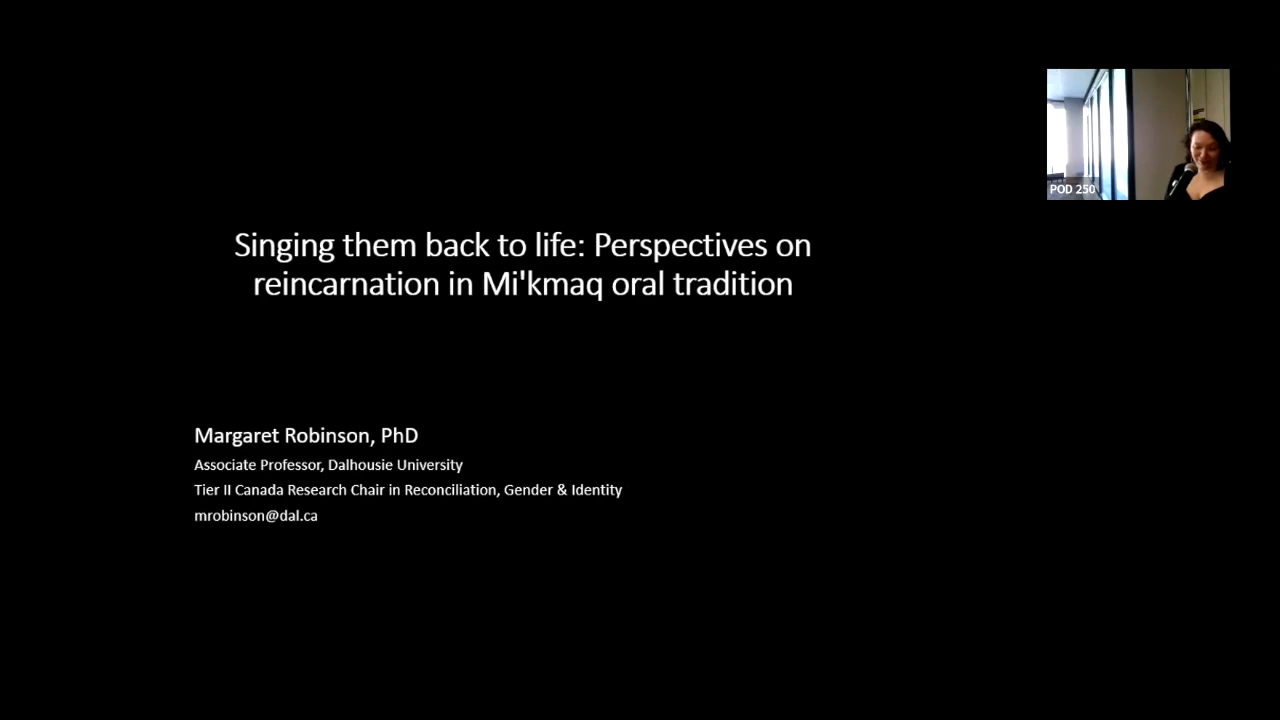 Singing them back to life: Perspectives on
reincarnation in Mi'kmaq oral tradition
Margaret Robinson, PhD
Associate Professor, Dalhousie University
Tier II Canada Research Chair in Reconciliation, Gender & Identity
mrobinson@dal.ca
POD 250